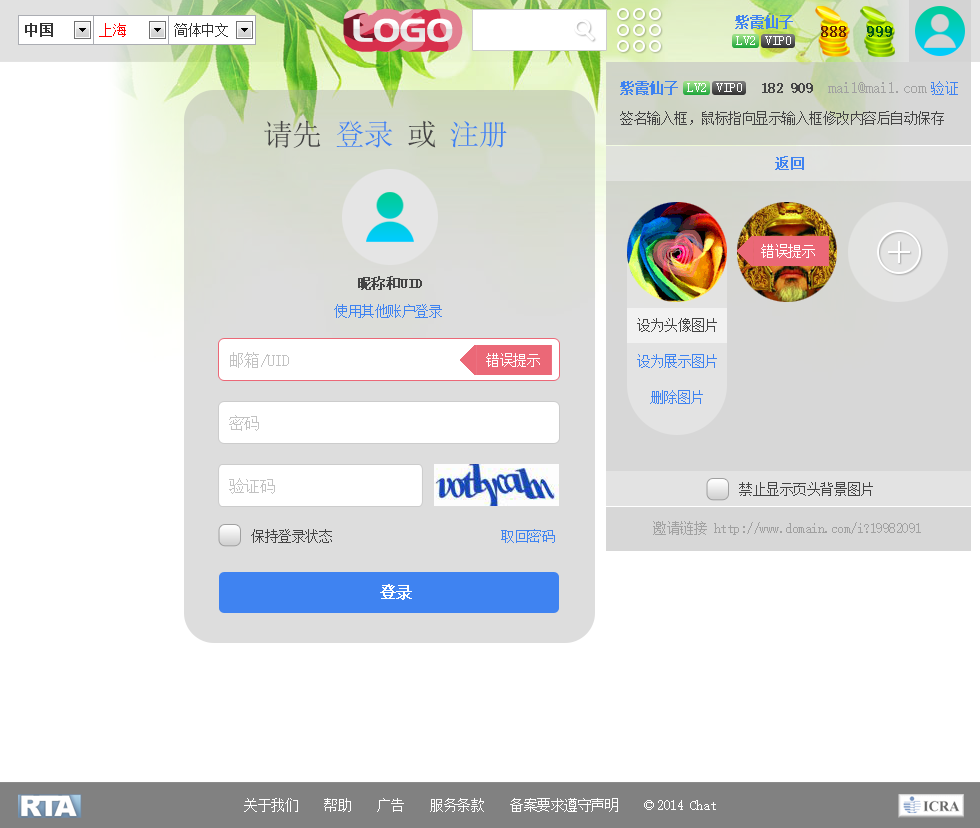 中国 上海 简体中文 LOGO 紫霞仙子 888 999
LV2 VIP0
请先 登录 或 注册
昵称和UID
使用其他账户登录
邮箱/UID 错误提示
密码
验证码
保持登录状态 取回密码
登录
紫霞仙子 LV2 VIP0 182 909 mail@mail.com 验证
签名输入框，鼠标指向显示输入框修改内容后自动保存
返回
错误提示
设为头像图片
设为展示图片
删除图片
禁止显示页头背景图片
邀请链接 http://www.domain.com/i?19982091
RTA 关于我们 帮助 广告 服务条款 备案要求遵守声明 © 2014 Chat ICRA